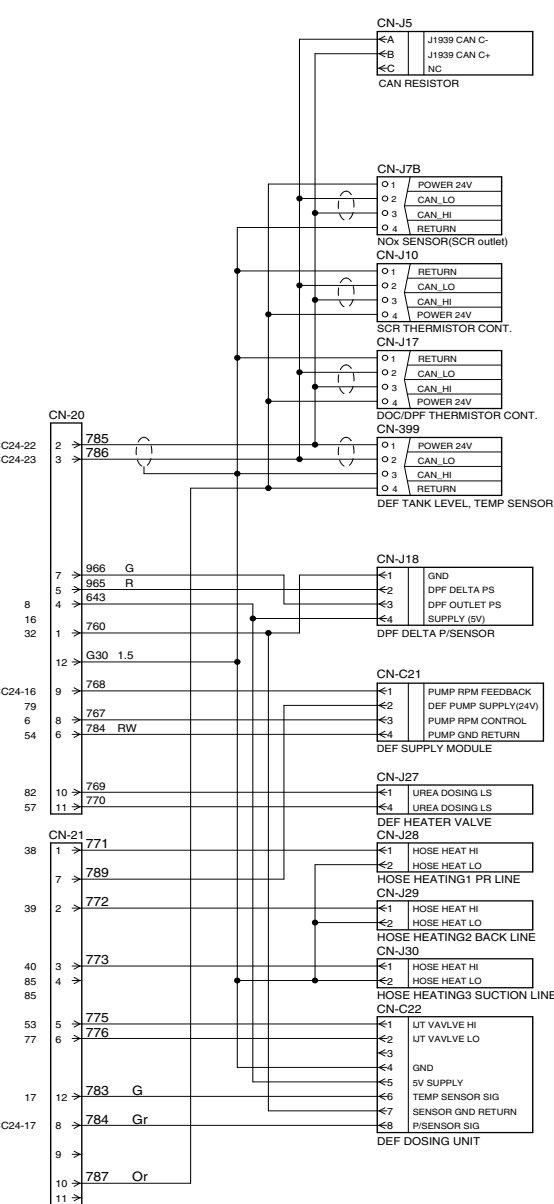 CN-J5
A J1939 CAN C-
B J1939 CAN C+
C NC
CAN RESISTOR
CN-J7B
1 POWER 24V
2 CAN_LO
3 CAN_HI
4 RETURN
NOx SENSOR(SCR outlet)
CN-J10
1 RETURN
2 CAN_LO
3 CAN_HI
4 POWER 24V
SCR THERMISTOR CONT.
CN-J17
1 RETURN
2 CAN_LO
3 CAN_HI
4 POWER 24V
DOC/DPF THERMISTOR CONT.
CN-399
1 POWER 24V
2 CAN_LO
3 CAN_HI
4 RETURN
DEF TANK LEVEL, TEMP SENSOR
CN-20
C24-22 2 785
C24-23 3 786
7 966 G
5 965 R
8 4 643
16
32 1 760
12 G30 1.5
C24-16 9 768
79
6 8 767
54 6 784 RW
82 10 769
57 11 770
CN-J18
1 GND
2 DPF DELTA PS
3 DPF OUTLET PS
4 SUPPLY (5V)
DPF DELTA P/SENSOR
CN-C21
1 PUMP RPM FEEDBACK
2 DEF PUMP SUPPLY(24V)
3 PUMP RPM CONTROL
4 PUMP GND RETURN
DEF SUPPLY MODULE
CN-J27
1 UREA DOSING LS
4 UREA DOSING LS
DEF HEATER VALVE
CN-21
38 1 771
7 789
39 2 772
40 3 773
85 4
85
53 5 775
77 6 776
17 12 783 G
C24-17 8 784 Gr
9
10 787 Or
11
CN-J28
1 HOSE HEAT HI
2 HOSE HEAT LO
HOSE HEATING1 PR LINE
CN-J29
1 HOSE HEAT HI
2 HOSE HEAT LO
HOSE HEATING2 BACK LINE
CN-J30
1 HOSE HEAT HI
2 HOSE HEAT LO
HOSE HEATING3 SUCTION LINE
CN-C22
1 IJT VAVLVE HI
2 IJT VAVLVE LO
3
4 GND
5 5V SUPPLY
6 TEMP SENSOR SIG
7 SENSOR GND RETURN
8 P/SENSOR SIG
DEF DOSING UNIT